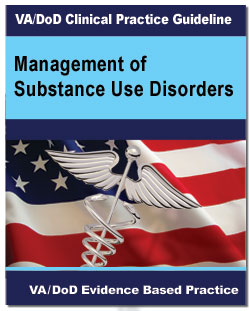 VA/DoD Clinical Practice Guideline
Management of
Substance Use Disorders
VA/DoD Evidence Based Practice